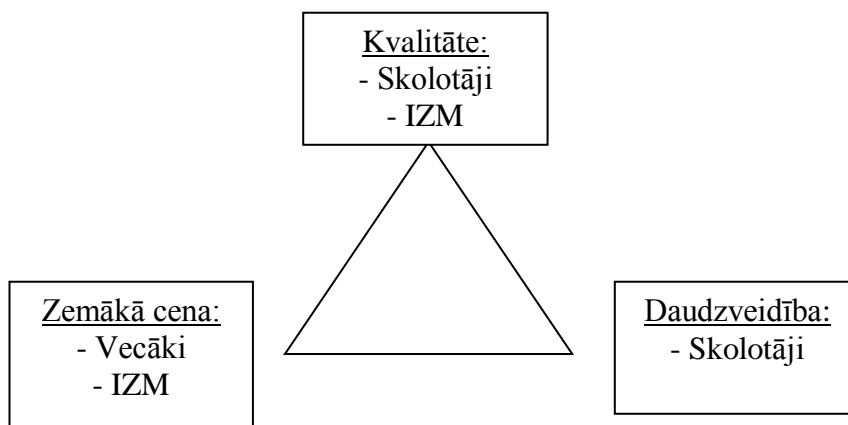 Kvalitāte:
- Skolotāji
- IZM
Zemākā cena:
- Vecāki
- IZM
Daudzveidība:
- Skolotāji